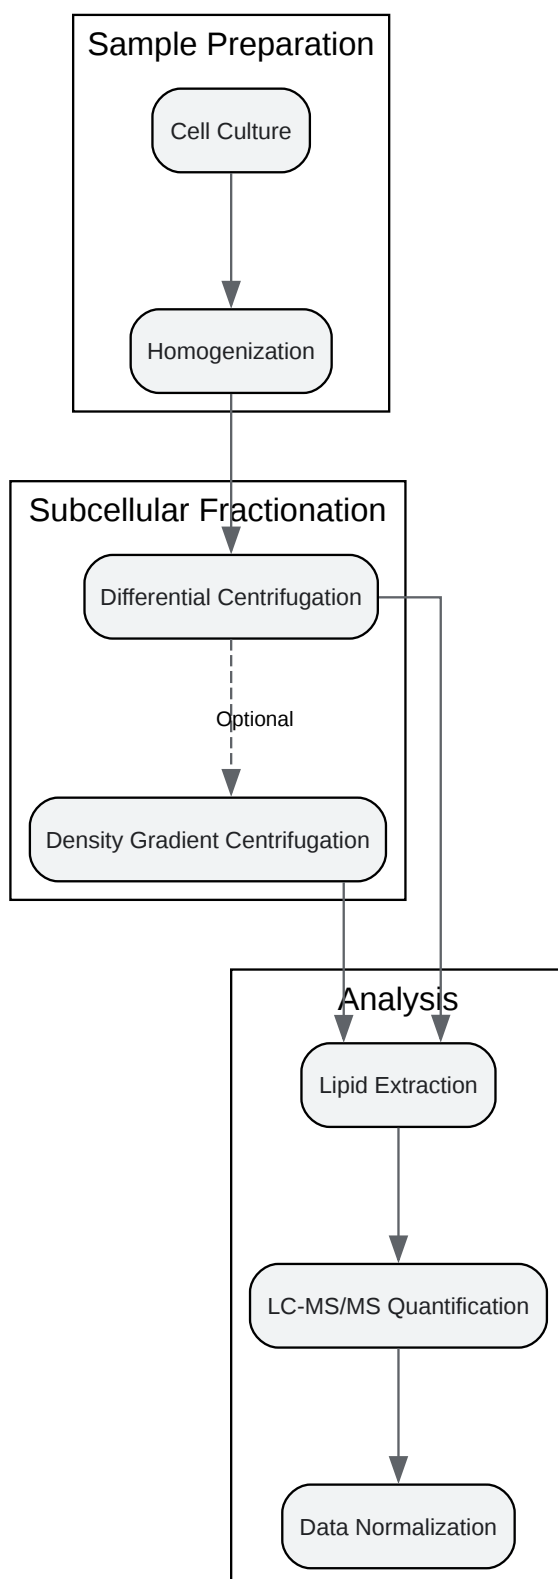 Sample Preparation
Cell Culture
Homogenization
Subcellular Fractionation
Differential Centrifugation
Optional
Density Gradient Centrifugation
Analysis
Lipid Extraction
LC-MS/MS Quantification
Data Normalization